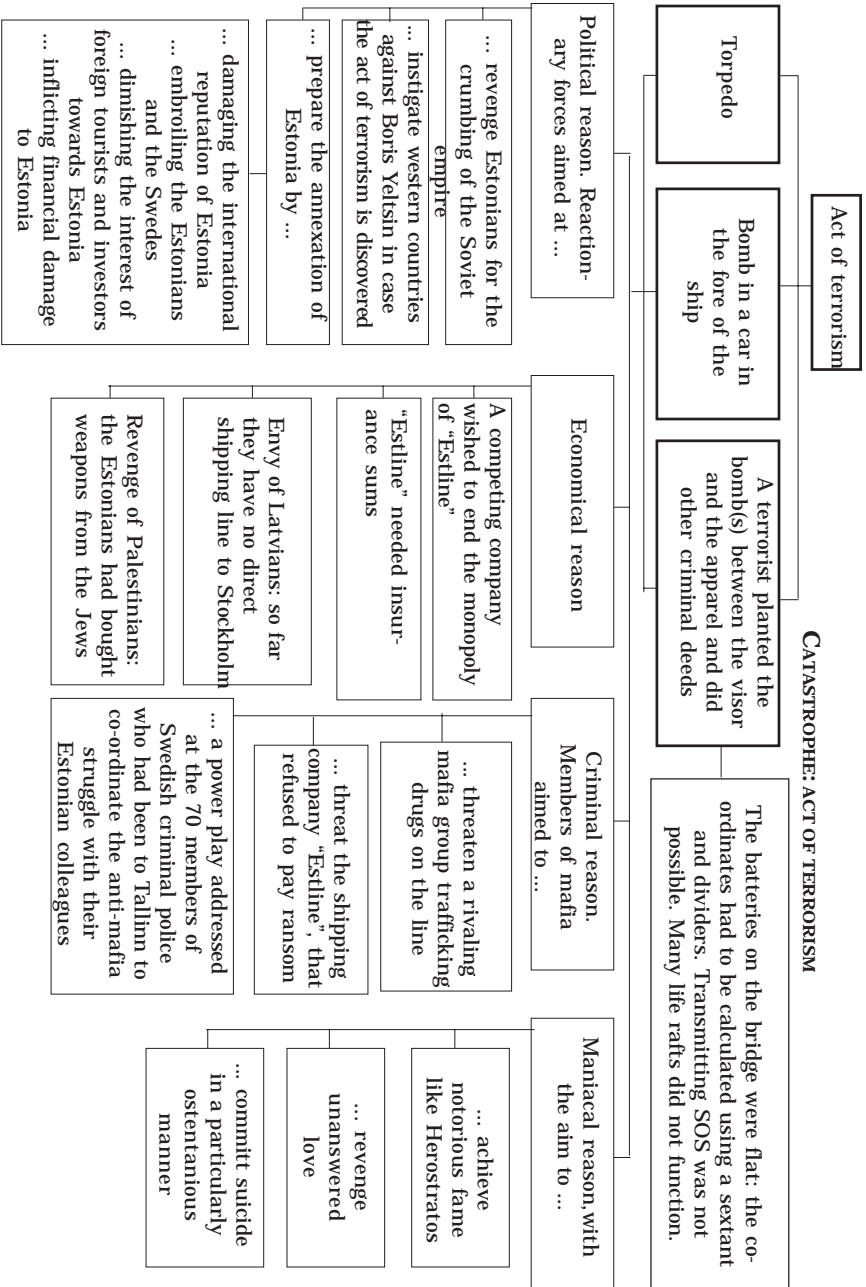 CATASTROPHE: ACT OF TERRORISM
Act of terrorism
Torpedo
Bomb in a car in
the fore of the
ship
A terrorist planted the
bomb(s) between the visor
and the apparel and did
other criminal deeds
The batteries on the bridge were flat: the co-
ordinates had to be calculated using a sextant
and dividers. Transmitting SOS was not
possible. Many life rafts did not function.
Political reason. Reaction-
ary forces aimed at ...
... revenge Estonians for the
crumbing of the Soviet
empire
... instigate western countries
against Boris Yeltsin in case
the act of terrorism is discovered
... prepare the annexation of
Estonia by ...
... damaging the international
reputation of Estonia
... embroiling the Estonians
and the Swedes
... dimishing the interest of
foreign tourists and investors
towards Estonia
... inflicting financial damage
to Estonia
Economical reason
A competing company
wished to end the monopoly
of “Estline”
“Estline” needed insur-
ance sums
Envy of Latvians: so far
they have no direct
shipping line to Stockholm
Revenge of Palestinians:
the Estonians had bought
weapons from the Jews
Criminal reason.
Members of mafia
aimed to ...
... threaten a rivaling
mafia group trafficking
drugs on the line
... threat the shipping
company “Estline”, that
refused to pay ransom
... a power play addressed
at the 70 members of
Swedish criminal police
who had been to Tallinn to
co-ordinate the anti-mafia
struggle with their
Estonian colleagues
Maniacal reason, with
the aim to ...
... achieve
notorious fame
like Herostratos
... revenge
unanswered
love
... committ suicide
in a particularly
ostentanious
manner